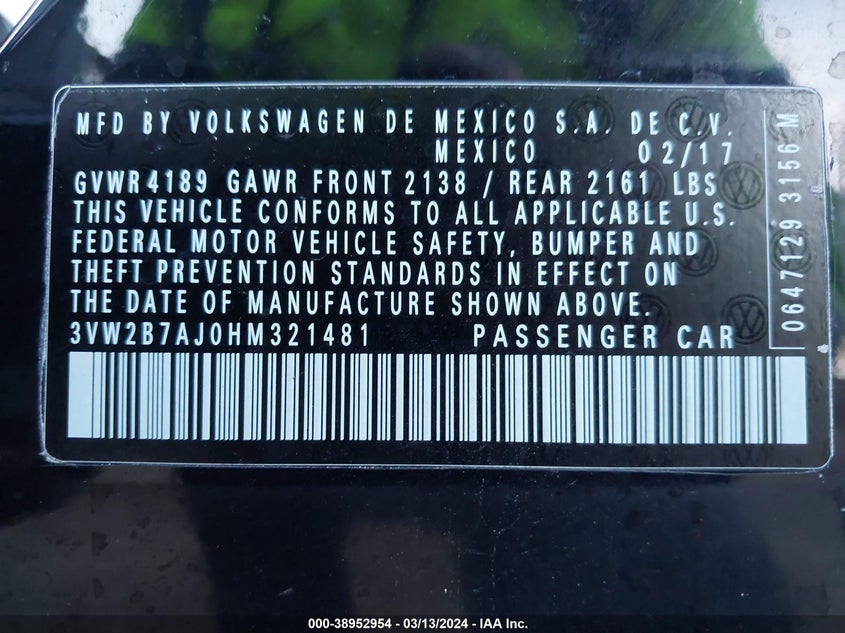 MFD BY VOLKSWAGEN DE MEXICO S.A. DE C.V.
MEXICO 02/17
GVWR 4189 GAWR FRONT 2138 / REAR 2161 LBS
THIS VEHICLE CONFORMS TO ALL APPLICABLE U.S.
FEDERAL MOTOR VEHICLE SAFETY, BUMPER AND
THEFT PREVENTION STANDARDS IN EFFECT ON
THE DATE OF MANUFACTURE SHOWN ABOVE.
3VW2B7AJ0HM321481 PASSENGER CAR
0647129 3156 M
000-38952954 / 03/13/2024 - IAA Inc.